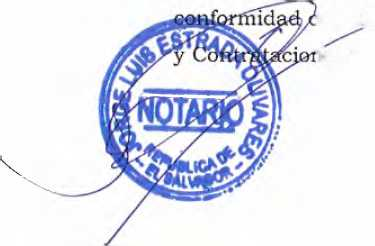 conformidad
y Contratacion
JORGE LUIS ESTRADA OLIVARES
NOTARIO
REPUBLICA DE
EL SALVADOR